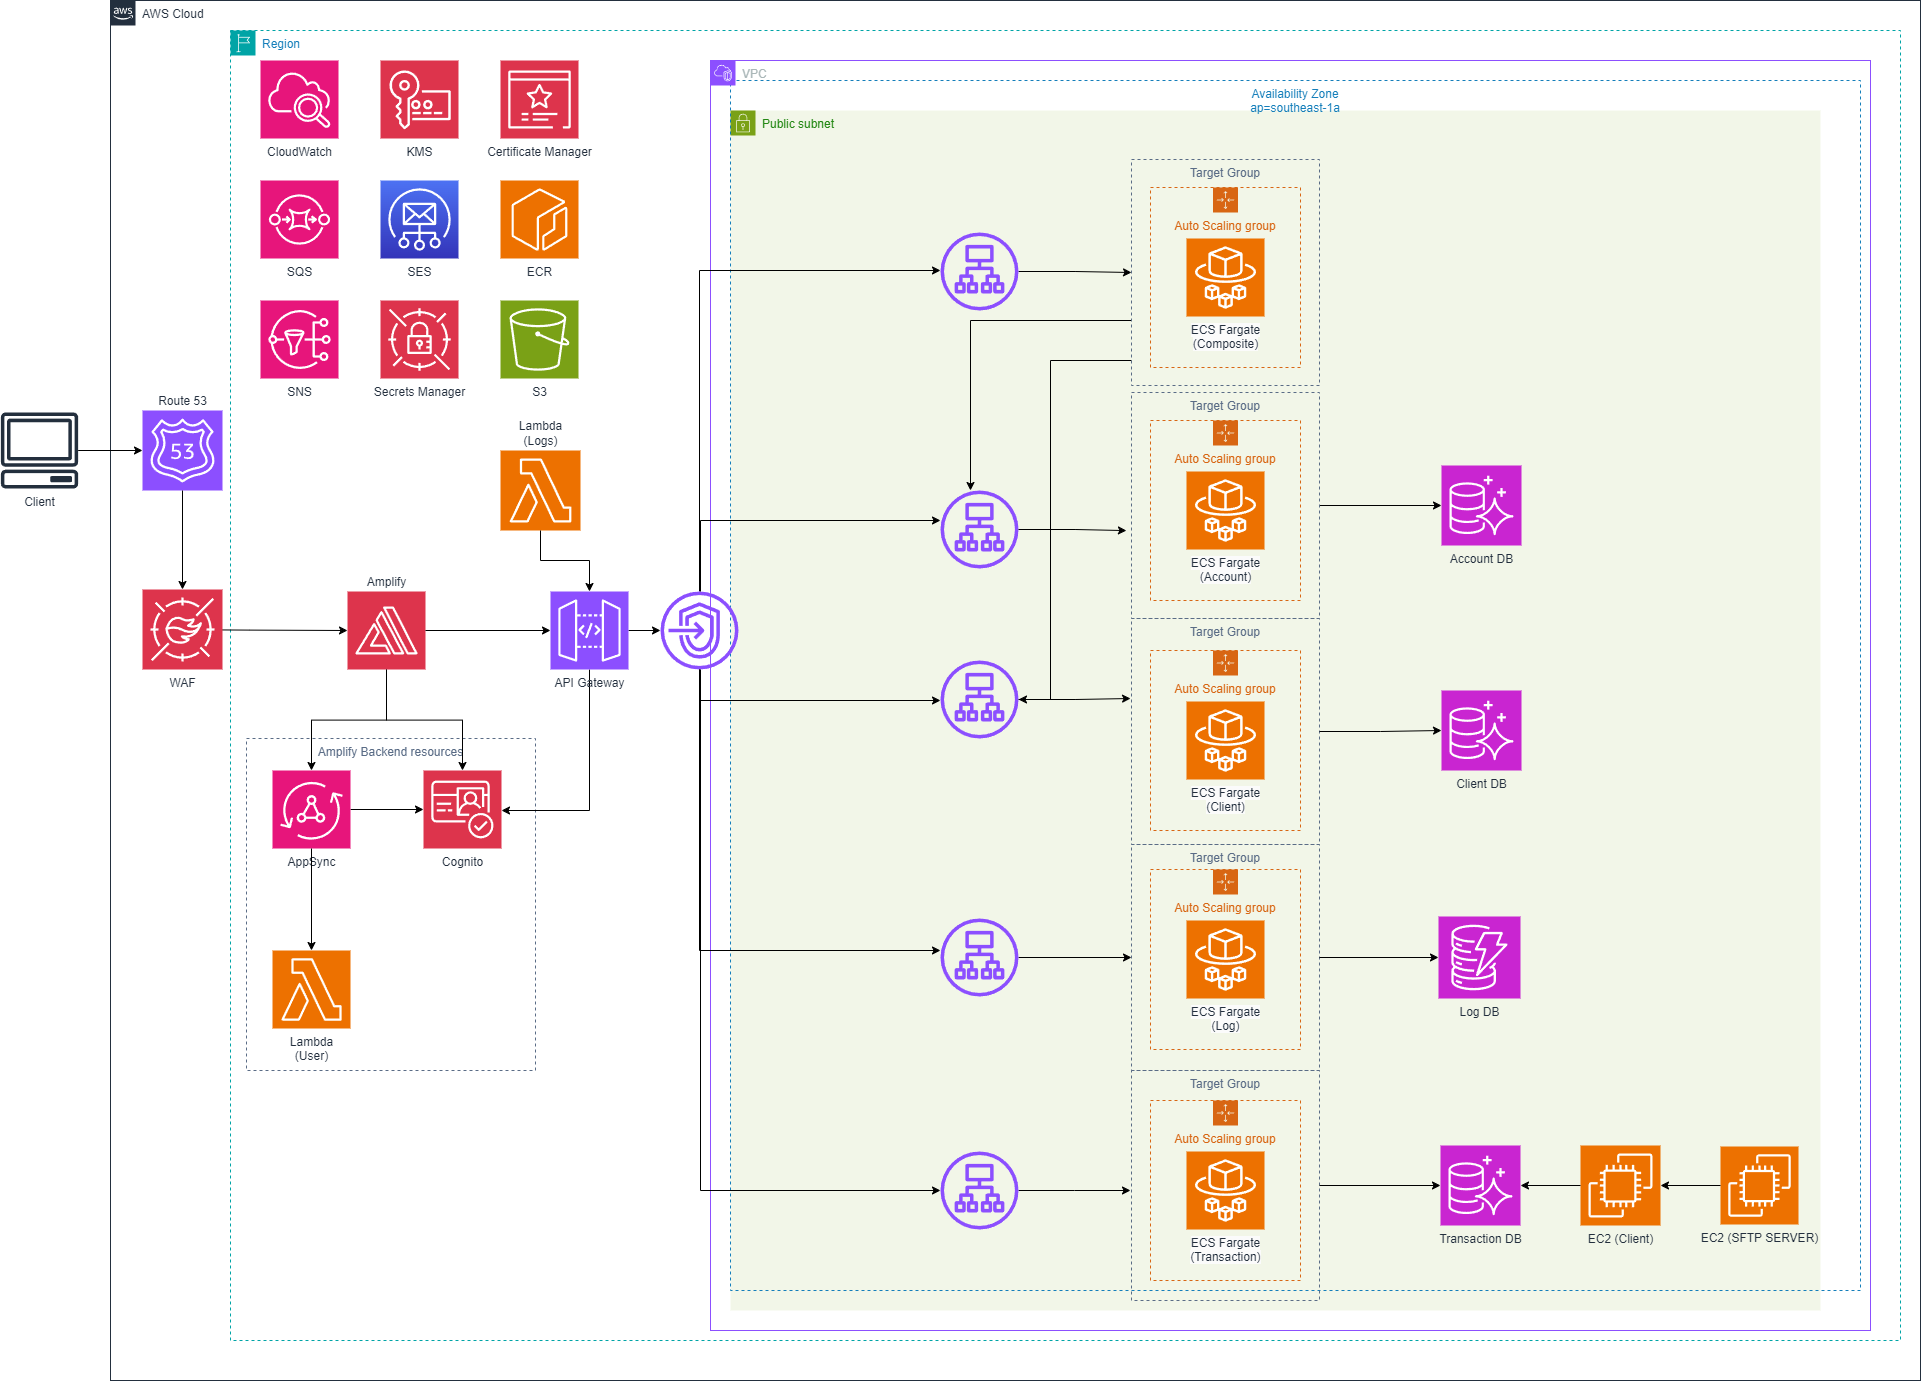 aws
AWS Cloud
Region
CloudWatch
KMS
Certificate Manager
SQS
SES
ECR
SNS
Secrets Manager
S3
Client
Route 53
53
WAF
Lambda
(Logs)
Amplify
</>
API Gateway
Amplify Backend resources
AppSync
Cognito
Lambda
(User)
VPC
Availability Zone
ap=southeast-1a
Public subnet
Target Group
Auto Scaling group
ECS Fargate
(Composite)
Target Group
Auto Scaling group
ECS Fargate
(Account)
Account DB
Target Group
Auto Scaling group
ECS Fargate
(Client)
Client DB
Target Group
Auto Scaling group
ECS Fargate
(Log)
Log DB
Target Group
Auto Scaling group
ECS Fargate
(Transaction)
Transaction DB
EC2 (Client)
EC2 (SFTP SERVER)